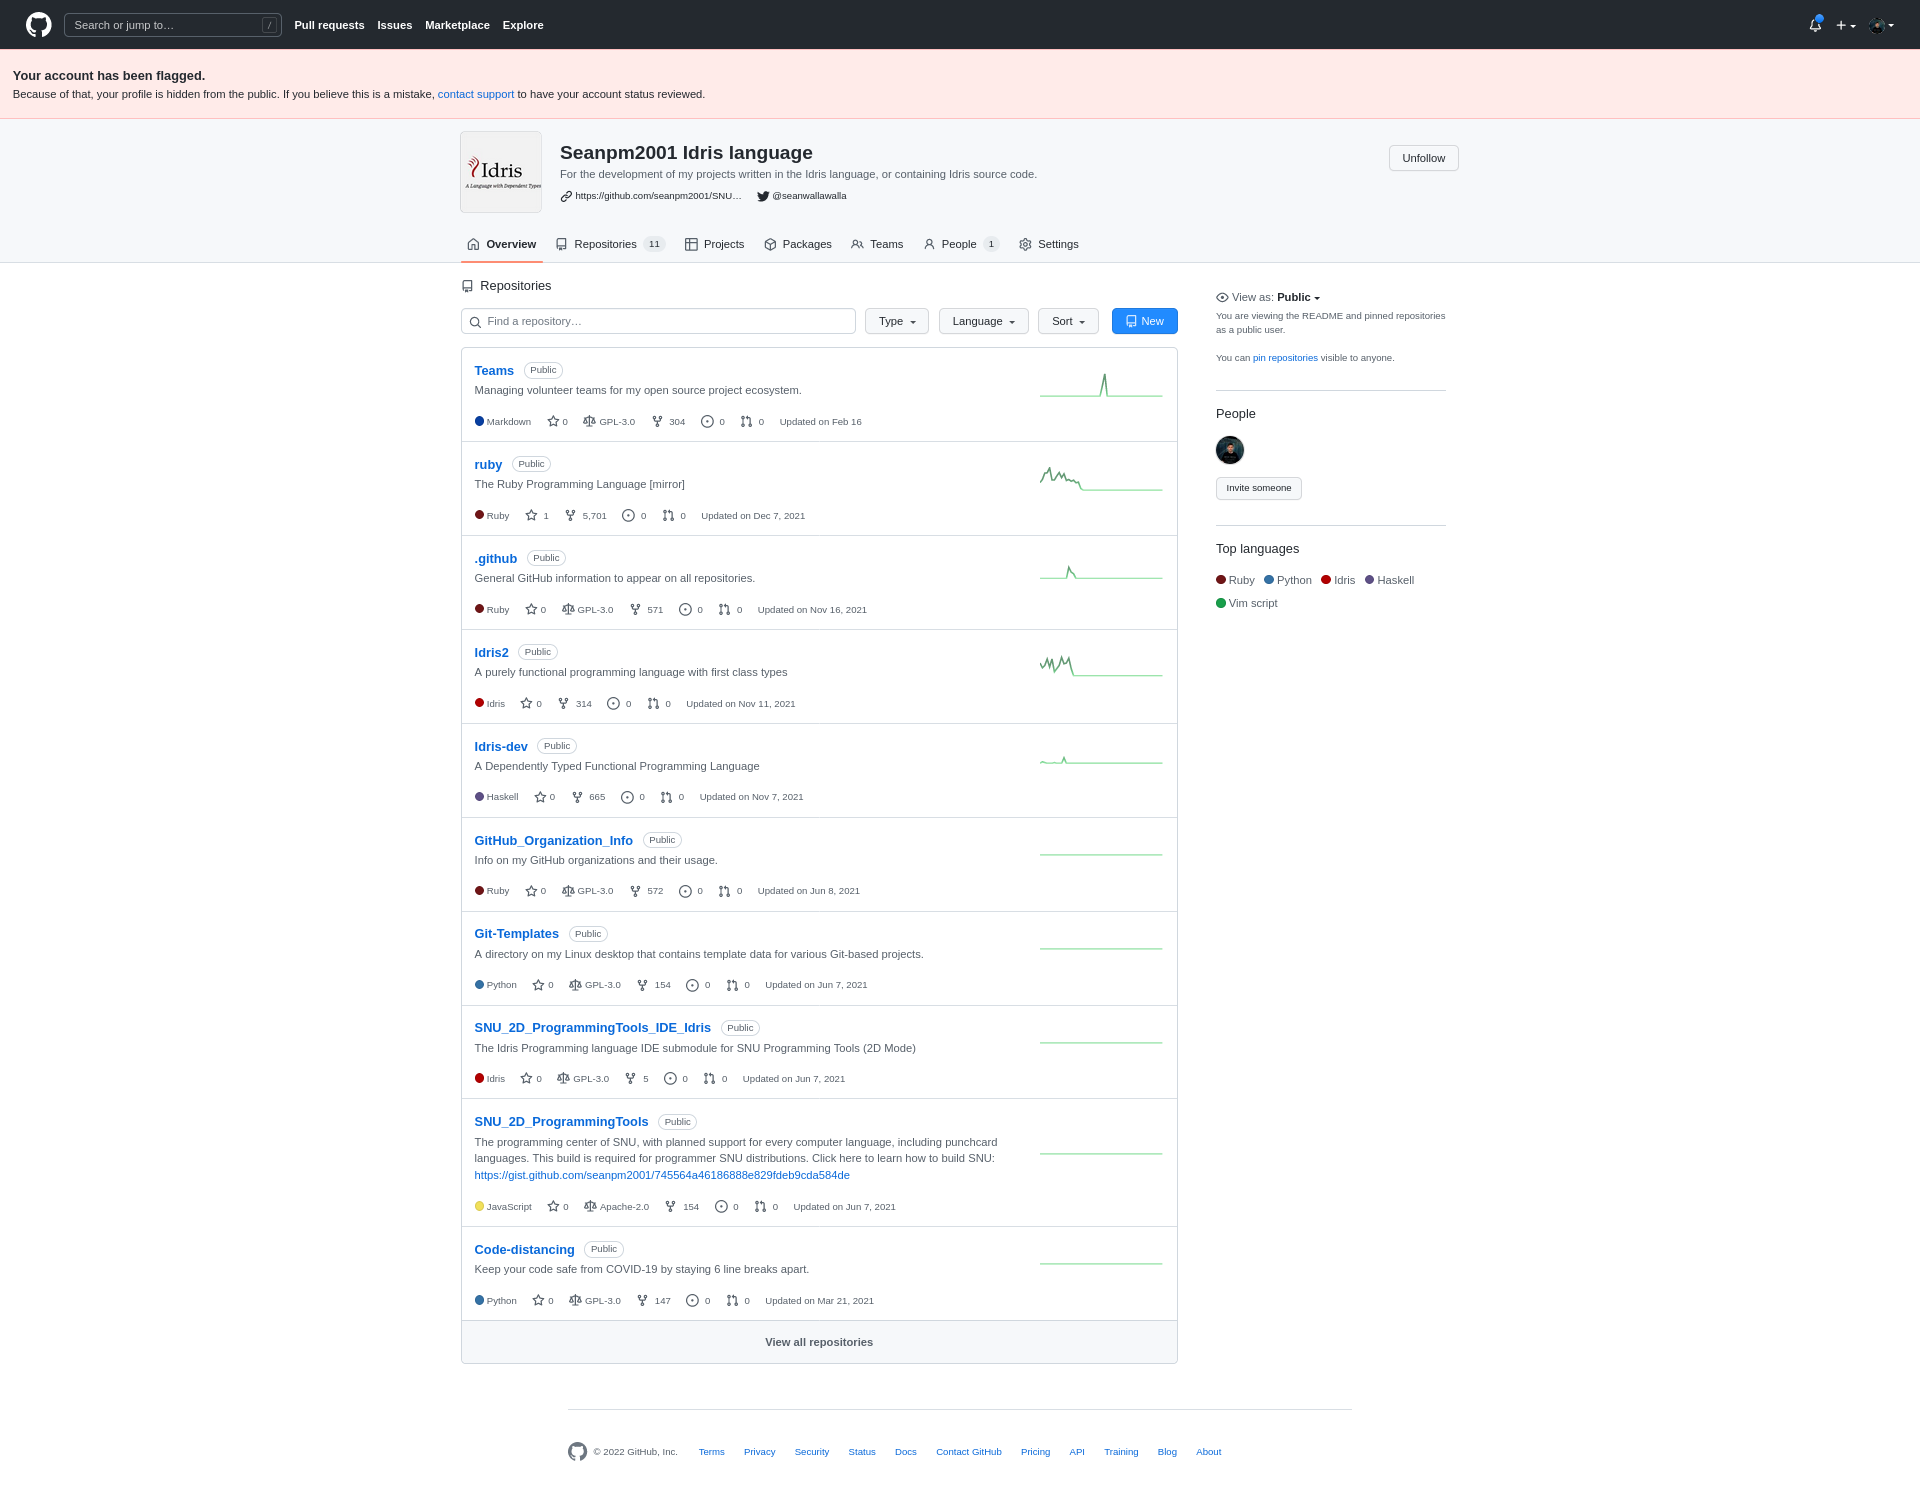 Search or jump to…
/
Pull requests
Issues
Marketplace
Explore
Your account has been flagged.
Because of that, your profile is hidden from the public. If you believe this is a mistake, contact support to have your account status reviewed.
Idris
A Language with Dependent Types
Seanpm2001 Idris language
For the development of my projects written in the Idris language, or containing Idris source code.
https://github.com/seanpm2001/SNU…
@seanwallawalla
Unfollow
Overview
Repositories 11
Projects
Packages
Teams
People 1
Settings
Repositories
Find a repository…
Type
Language
Sort
New
Teams Public
Managing volunteer teams for my open source project ecosystem.
Markdown 0 GPL-3.0 304 0 0 Updated on Feb 16
ruby Public
The Ruby Programming Language [mirror]
Ruby 1 5,701 0 0 Updated on Dec 7, 2021
.github Public
General GitHub information to appear on all repositories.
Ruby 0 GPL-3.0 571 0 0 Updated on Nov 16, 2021
Idris2 Public
A purely functional programming language with first class types
Idris 0 314 0 0 Updated on Nov 11, 2021
Idris-dev Public
A Dependently Typed Functional Programming Language
Haskell 0 665 0 0 Updated on Nov 7, 2021
GitHub_Organization_Info Public
Info on my GitHub organizations and their usage.
Ruby 0 GPL-3.0 572 0 0 Updated on Jun 8, 2021
Git-Templates Public
A directory on my Linux desktop that contains template data for various Git-based projects.
Python 0 GPL-3.0 154 0 0 Updated on Jun 7, 2021
SNU_2D_ProgrammingTools_IDE_Idris Public
The Idris Programming language IDE submodule for SNU Programming Tools (2D Mode)
Idris 0 GPL-3.0 5 0 0 Updated on Jun 7, 2021
SNU_2D_ProgrammingTools Public
The programming center of SNU, with planned support for every computer language, including punchcard
languages. This build is required for programmer SNU distributions. Click here to learn how to build SNU:
https://gist.github.com/seanpm2001/745564a46186888e829fdeb9cda584de
JavaScript 0 Apache-2.0 154 0 0 Updated on Jun 7, 2021
Code-distancing Public
Keep your code safe from COVID-19 by staying 6 line breaks apart.
Python 0 GPL-3.0 147 0 0 Updated on Mar 21, 2021
View all repositories
View as: Public
You are viewing the README and pinned repositories
as a public user.
You can pin repositories visible to anyone.
People
Invite someone
Top languages
Ruby Python Idris Haskell
Vim script
© 2022 GitHub, Inc.
Terms
Privacy
Security
Status
Docs
Contact GitHub
Pricing
API
Training
Blog
About